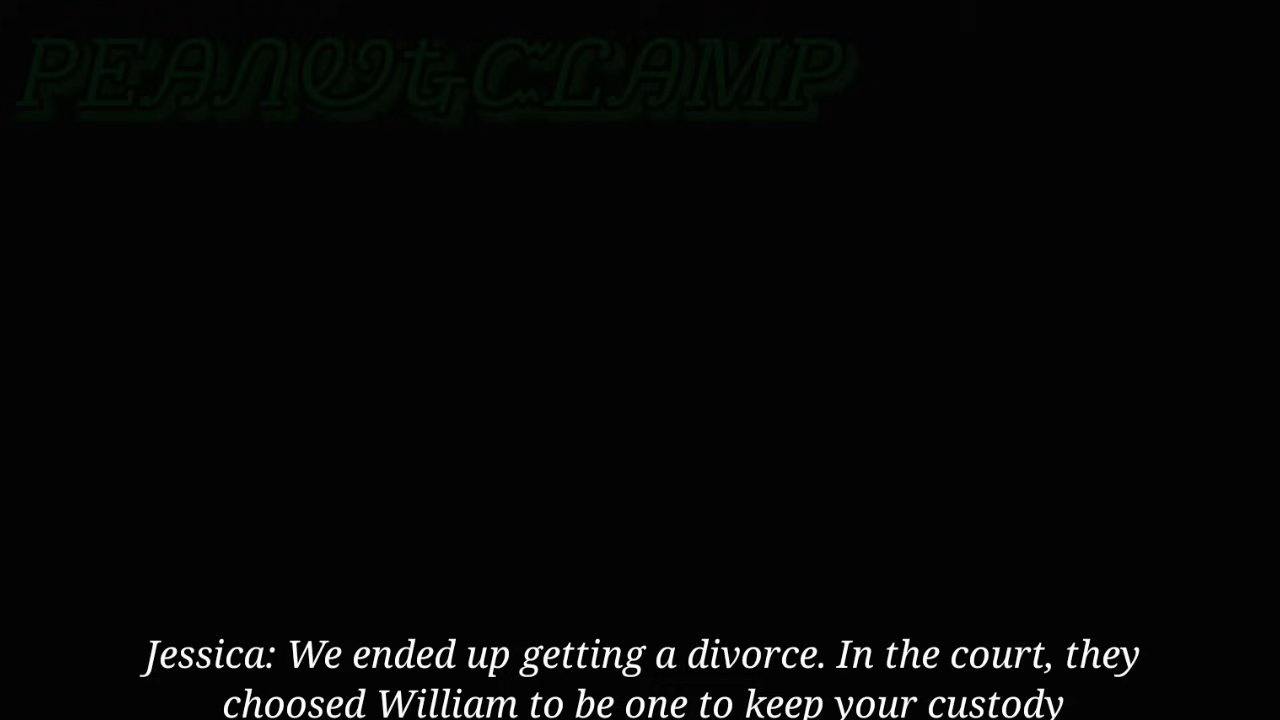 PEANUTCLAMP
Jessica: We ended up getting a divorce. In the court, they
choosed William to be one to keep your custody